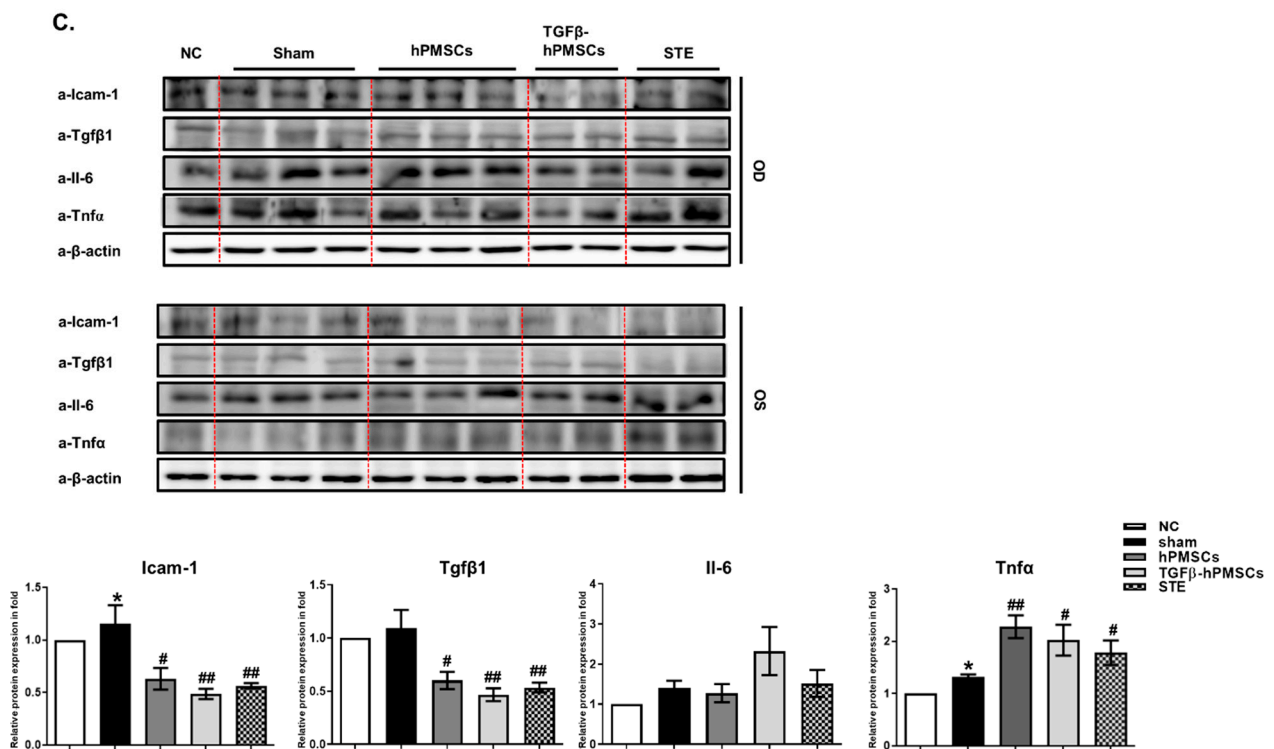 C.
NC Sham hPMSCs TGFβ-
hPMSCs STE
a-Icam-1
a-Tgfβ1
a-Il-6
a-Tnfα
a-β-actin
OD
a-Icam-1
a-Tgfβ1
a-Il-6
a-Tnfα
a-β-actin
OS
NC
sham
hPMSCs
TGFβ-hPMSCs
STE
Icam-1
Relative protein expression in fold
1.5
1.0
0.5
0.0
*
#
##
##
Tgfβ1
Relative protein expression in fold
1.5
1.0
0.5
0.0
#
##
##
Il-6
Relative protein expression in fold
4
3
2
1
0
Tnfα
Relative protein expression in fold
3
2
1
0
*
##
#
#